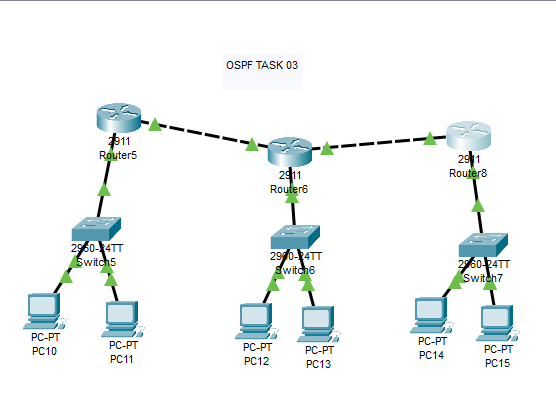 OSPF TASK 03
2911
Router5
2911
Router6
2911
Router8
2960-24TT
Switch5
2960-24TT
Switch6
2960-24TT
Switch7
PC-PT
PC10
PC-PT
PC11
PC-PT
PC12
PC-PT
PC13
PC-PT
PC14
PC-PT
PC15